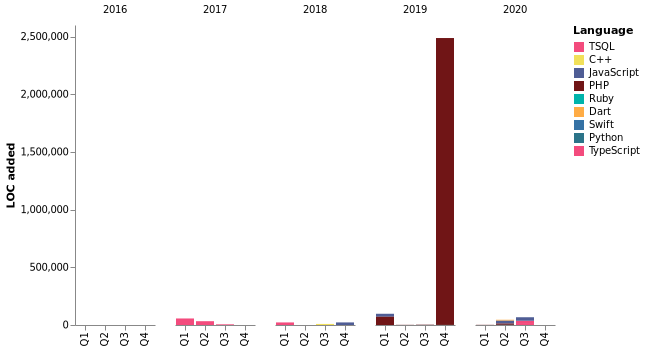 2016 2017 2018 2019 2020
LOC added
2,500,000
2,000,000
1,500,000
1,000,000
500,000
0
Q1 Q2 Q3 Q4 Q1 Q2 Q3 Q4 Q1 Q2 Q3 Q4 Q1 Q2 Q3 Q4 Q1 Q2 Q3 Q4
Language
TSQL
C++
JavaScript
PHP
Ruby
Dart
Swift
Python
TypeScript